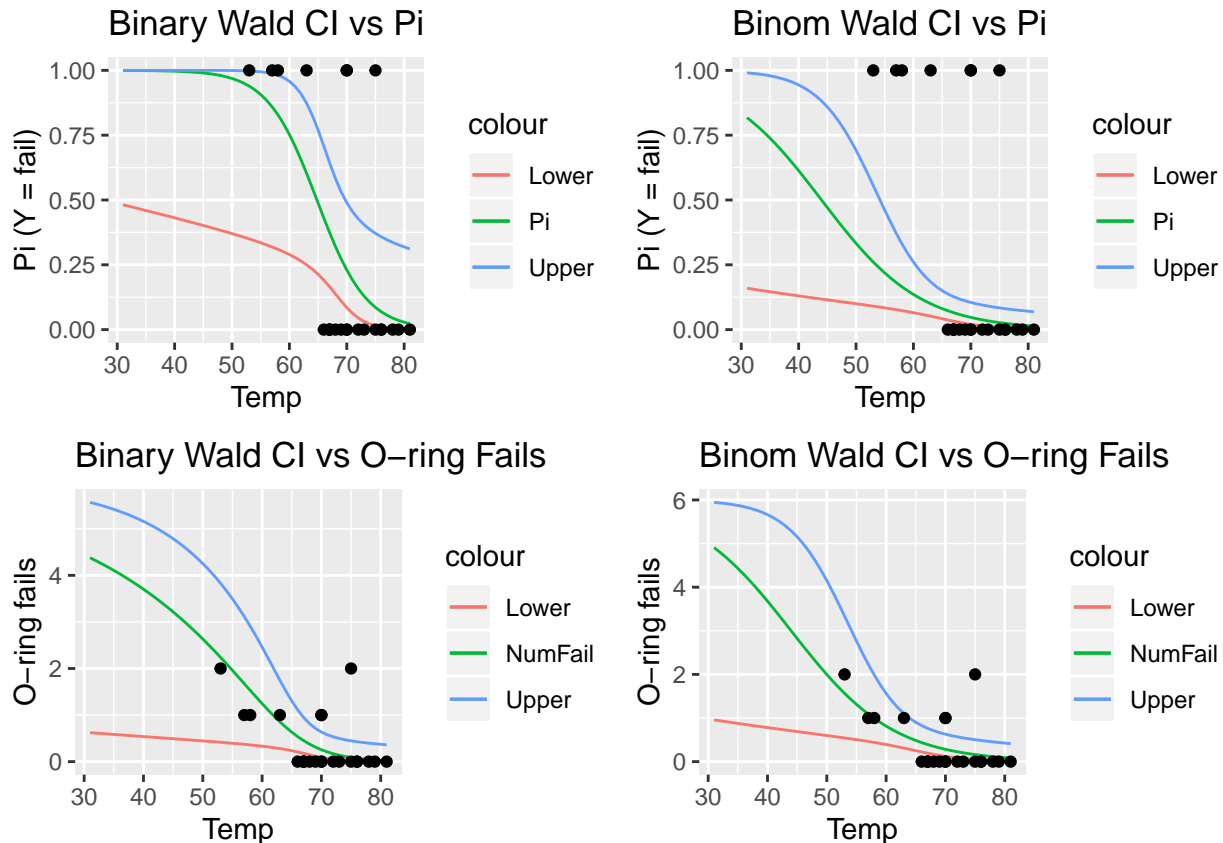 Binary Wald CI vs Pi
Pi (Y = fail)
1.00
0.75
0.50
0.25
0.00
30 40 50 60 70 80
Temp
colour
Lower
Pi
Upper
Binom Wald CI vs Pi
Pi (Y = fail)
1.00
0.75
0.50
0.25
0.00
30 40 50 60 70 80
Temp
colour
Lower
Pi
Upper
Binary Wald CI vs O−ring Fails
O−ring fails
4
2
0
30 40 50 60 70 80
Temp
colour
Lower
NumFail
Upper
Binom Wald CI vs O−ring Fails
O−ring fails
6
4
2
0
30 40 50 60 70 80
Temp
colour
Lower
NumFail
Upper